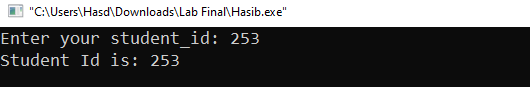 "C:\Users\Hasd\Downloads\Lab Final\Hasib.exe"
Enter your student_id: 253
Student Id is: 253